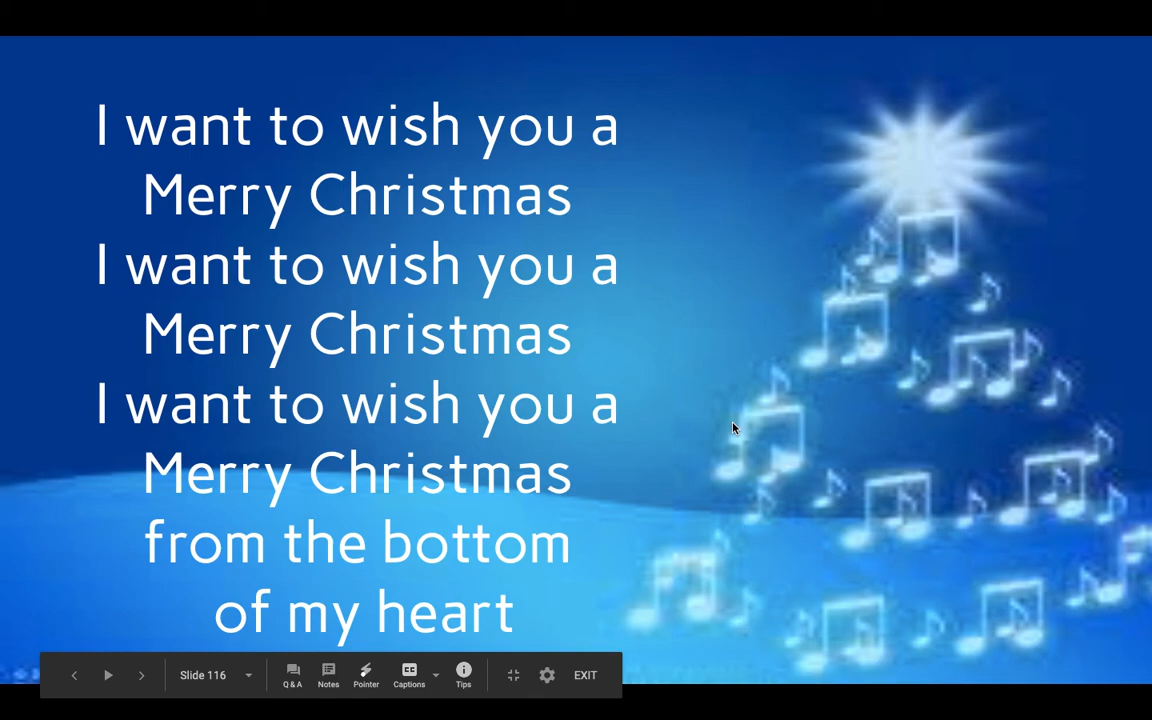 I want to wish you a
Merry Christmas
I want to wish you a
Merry Christmas
I want to wish you a
Merry Christmas
from the bottom
of my heart
Slide 116
Q & A
Notes
Pointer
Captions
Tips
EXIT